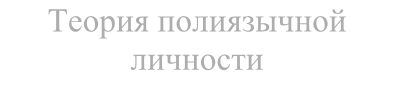 Теория полиязычной
личности